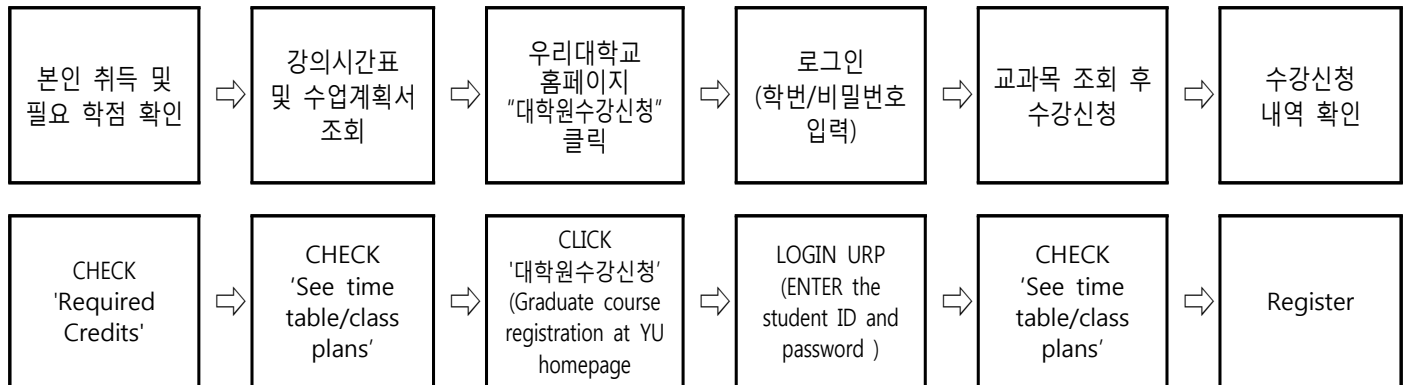 본인 취득 및
필요 학점 확인
강의시간표
및 수업계획서
조회
우리대학교
홈페이지
"대학원수강신청"
클릭
로그인
(학번/비밀번호
입력)
교과목 조회 후
수강신청
수강신청
내역 확인
CHECK
'Required
Credits'
CHECK
'See time
table/class
plans'
CLICK
'대학원수강신청'
(Graduate course
registration at YU
homepage
LOGIN URP
(ENTER the
student ID and
password )
CHECK
'See time
table/class
plans'
Register